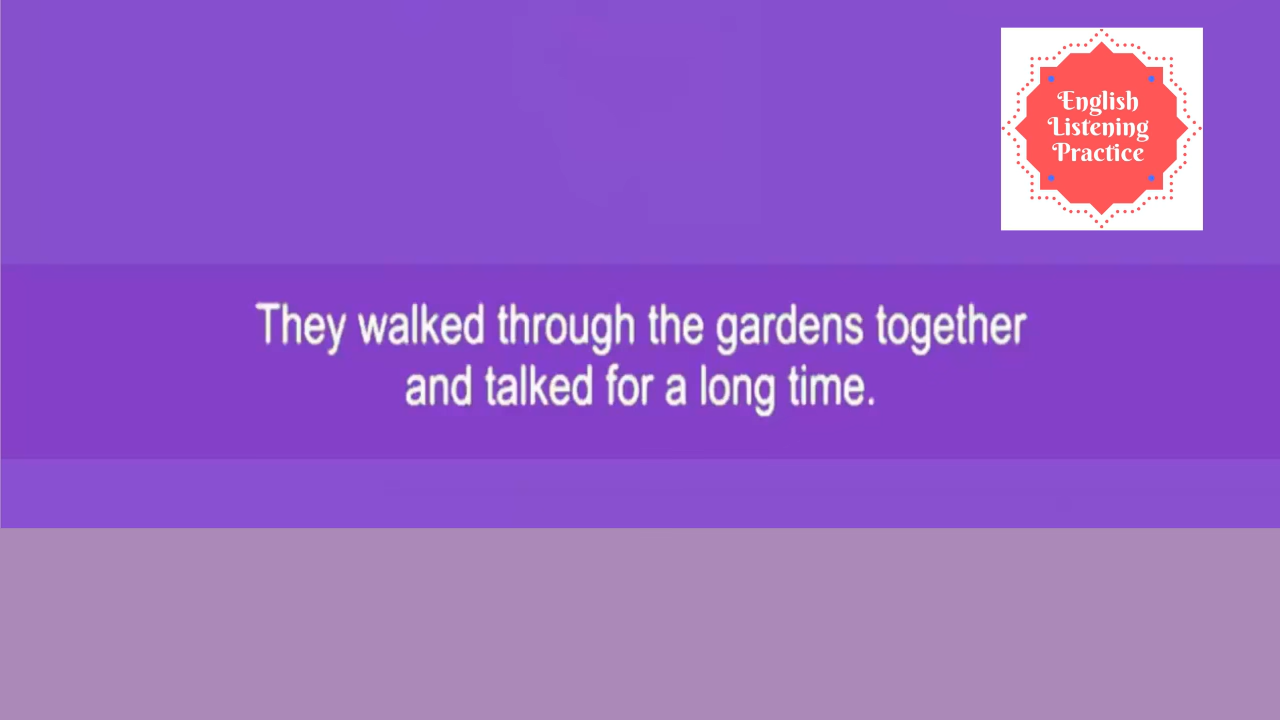 English
Listening
Practice
They walked through the gardens together
and talked for a long time.